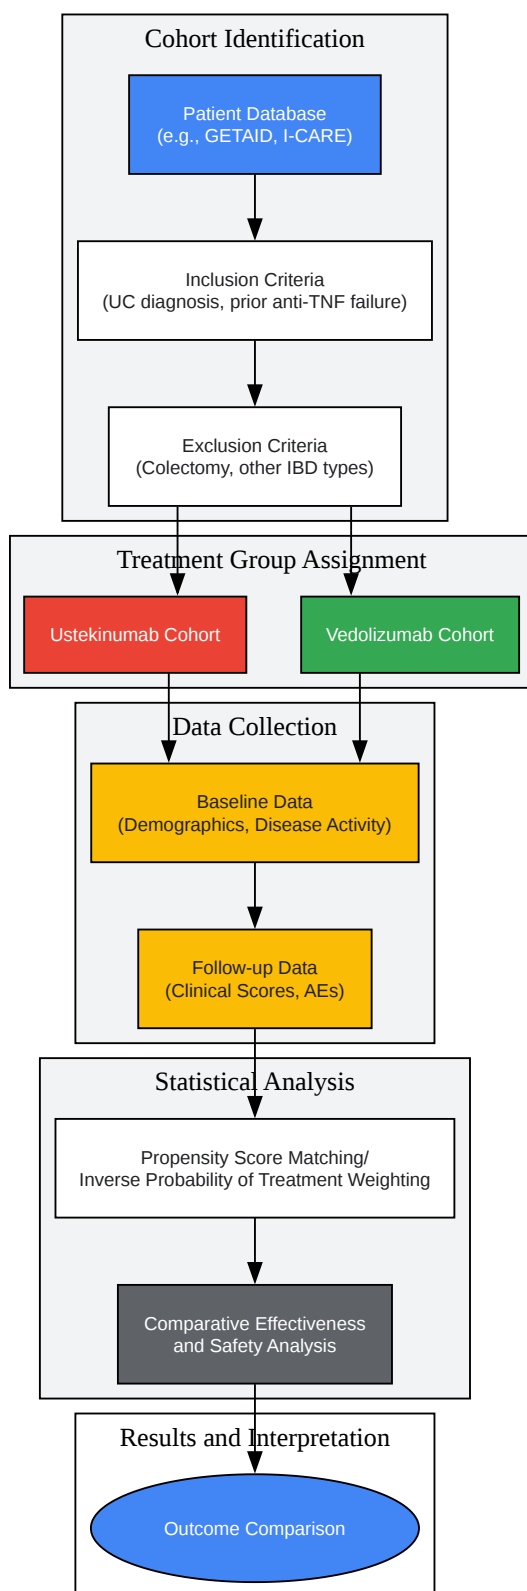 Cohort Identification
Patient Database
(e.g., GETAID, I-CARE)
Inclusion Criteria
(UC diagnosis, prior anti-TNF failure)
Exclusion Criteria
(Colectomy, other IBD types)
Treatment Group Assignment
Ustekinumab Cohort
Vedolizumab Cohort
Data Collection
Baseline Data
(Demographics, Disease Activity)
Follow-up Data
(Clinical Scores, AEs)
Statistical Analysis
Propensity Score Matching/
Inverse Probability of Treatment Weighting
Comparative Effectiveness
and Safety Analysis
Results and Interpretation
Outcome Comparison